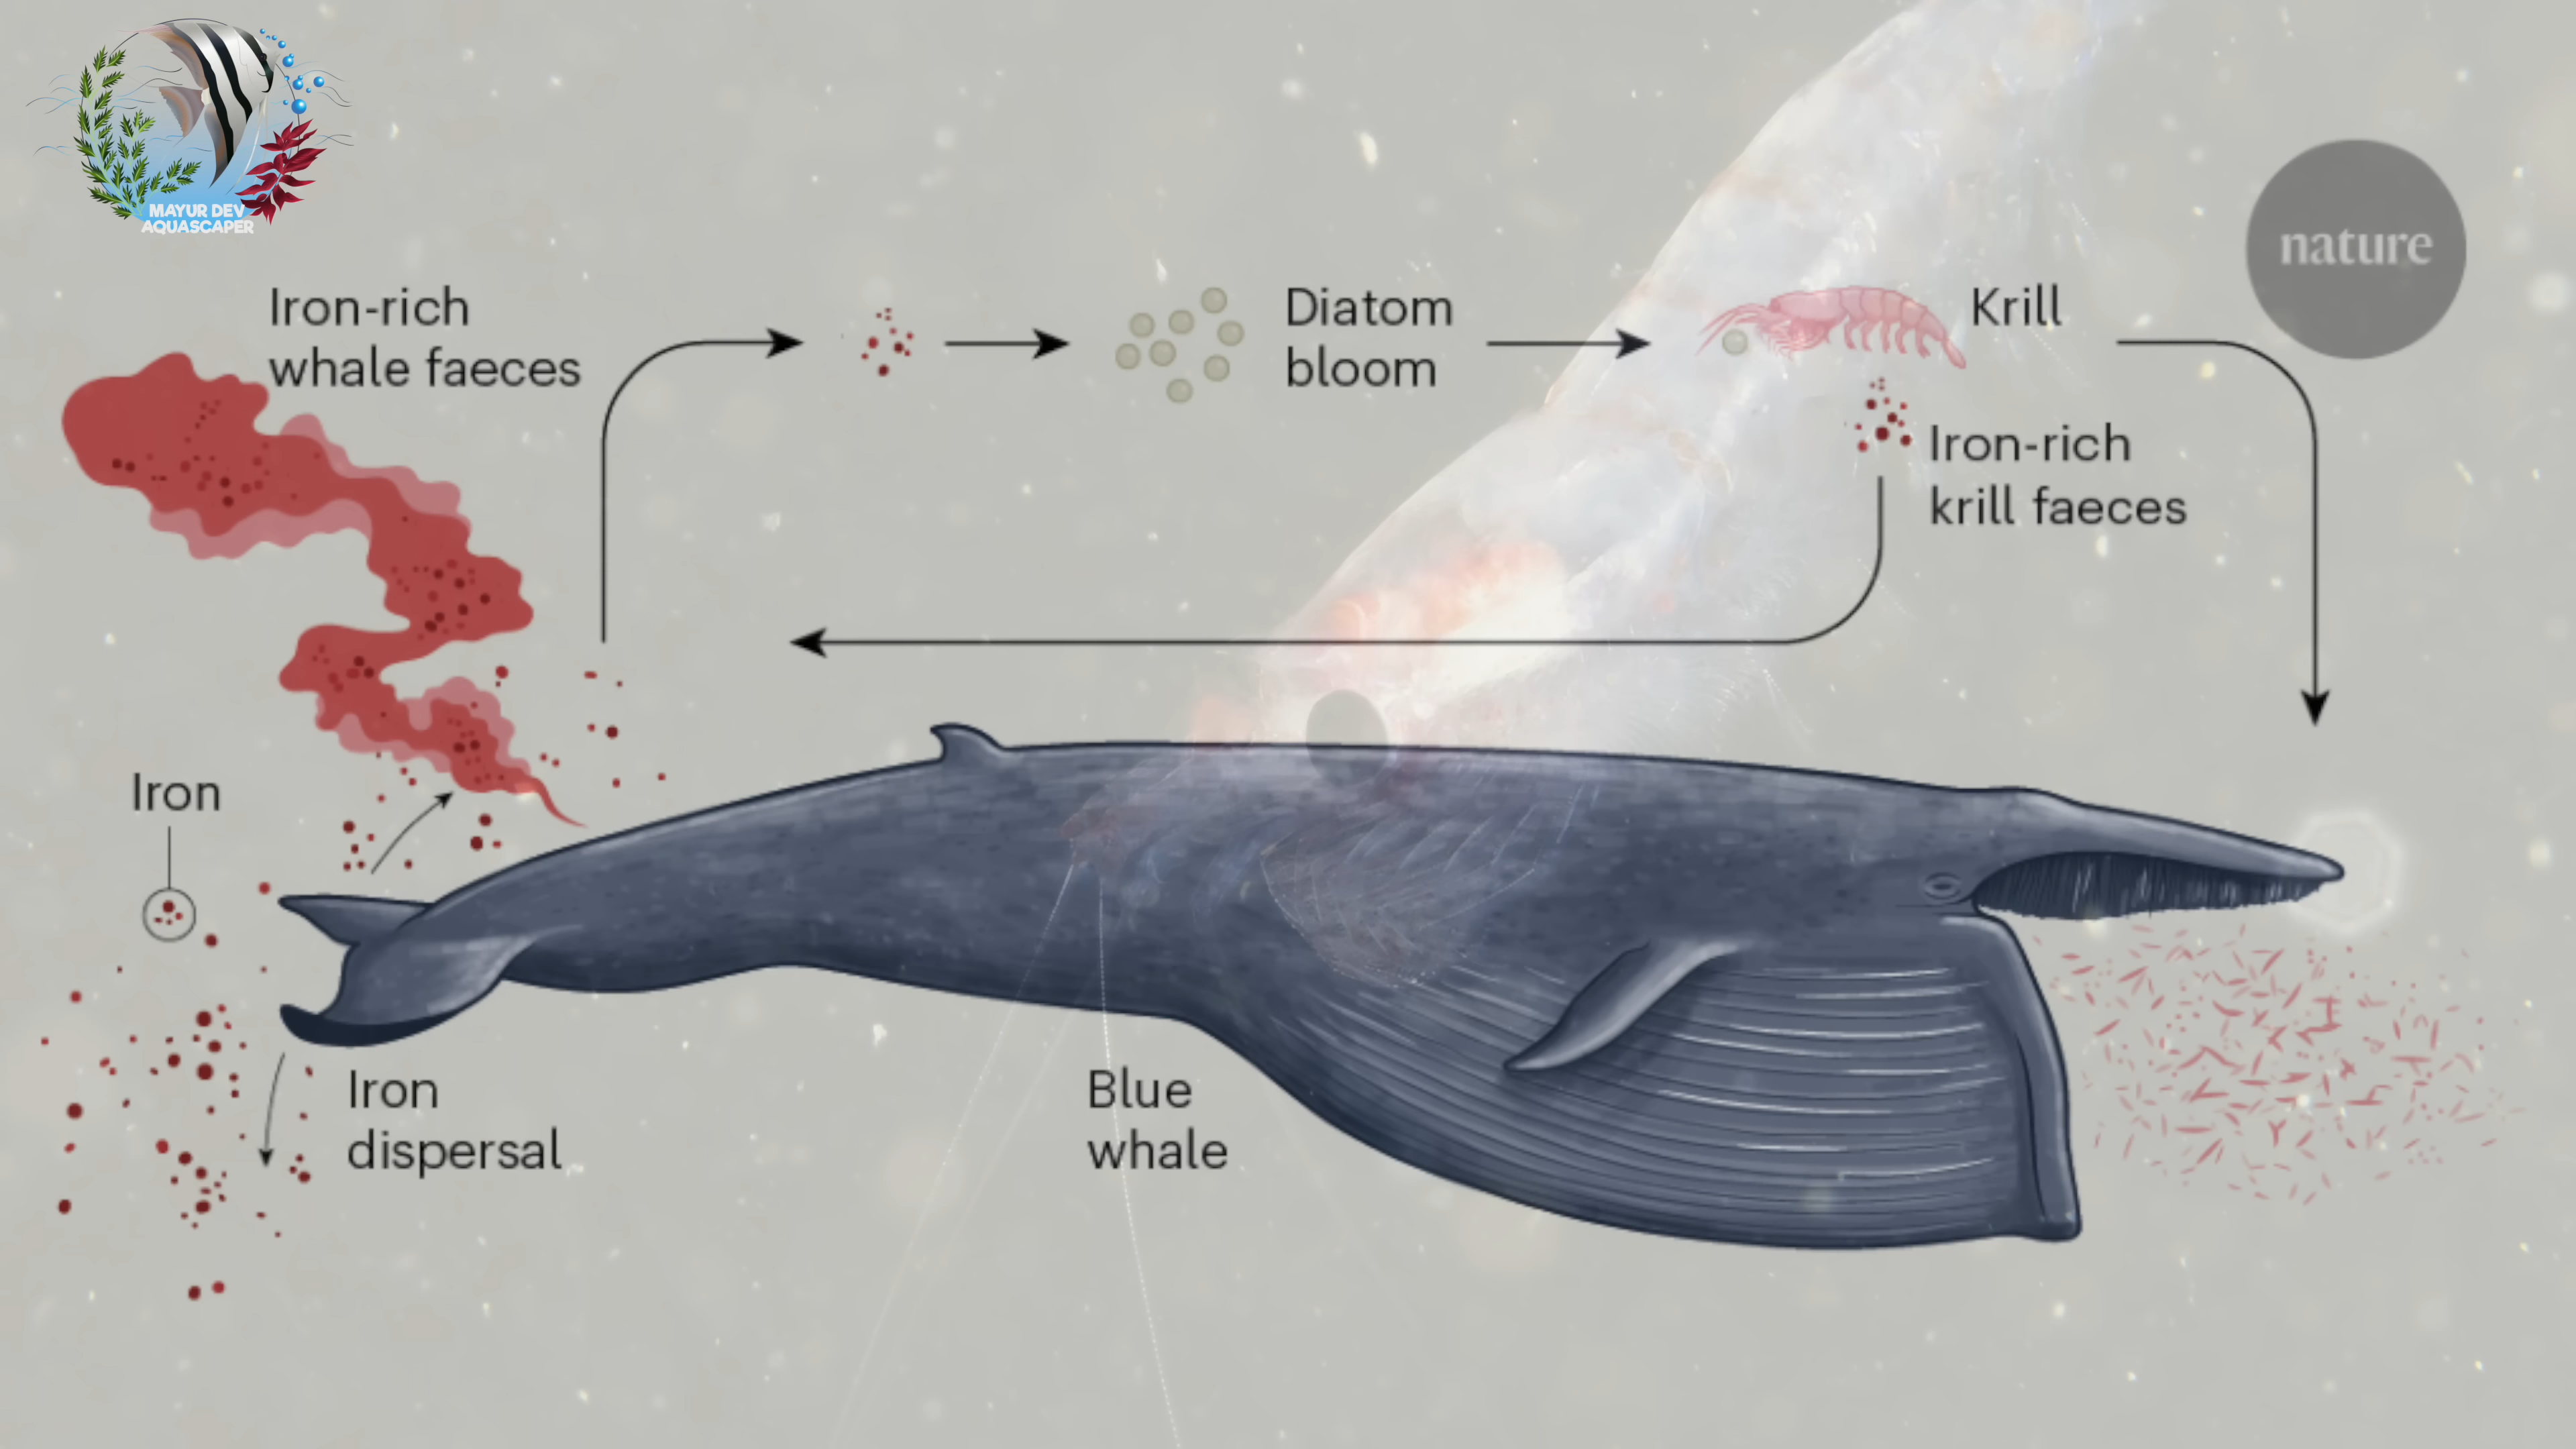 MAYUR DEV
AQUASCAPER
nature
Iron-rich
whale faeces
Diatom
bloom
Krill
Iron-rich
krill faeces
Iron
Iron
dispersal
Blue
whale